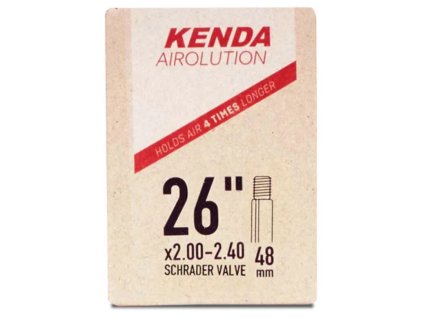 KENDA
AIROLUTION
HOLDS AIR 4 TIMES LONGER
26"
x2.00-2.40
SCHRADER VALVE
48
mm